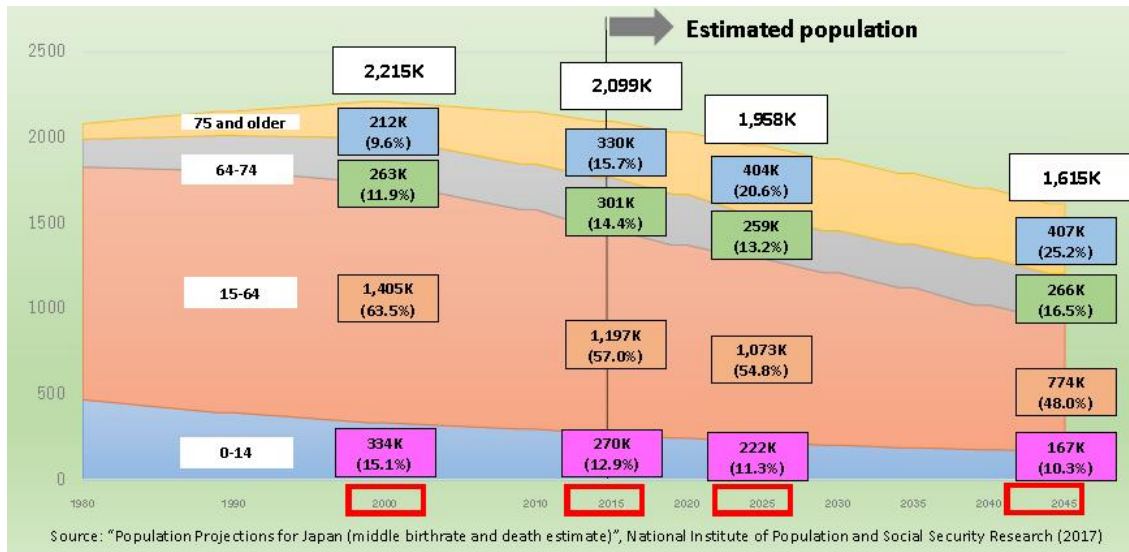 Estimated population
2500
2,215K
2,099K
1,958K
2000
75 and older
212K
(9.6%)
330K
(15.7%)
404K
(20.6%)
1,615K
64-74
263K
(11.9%)
301K
(14.4%)
259K
(13.2%)
407K
(25.2%)
1500
266K
(16.5%)
15-64
1,405K
(63.5%)
1000
1,197K
(57.0%)
1,073K
(54.8%)
774K
(48.0%)
500
0-14
334K
(15.1%)
270K
(12.9%)
222K
(11.3%)
167K
(10.3%)
0
1980 1990 2000 2010 2015 2020 2025 2030 2035 2040 2045
Source: "Population Projections for Japan (middle birthrate and death estimate)", National Institute of Population and Social Security Research (2017)